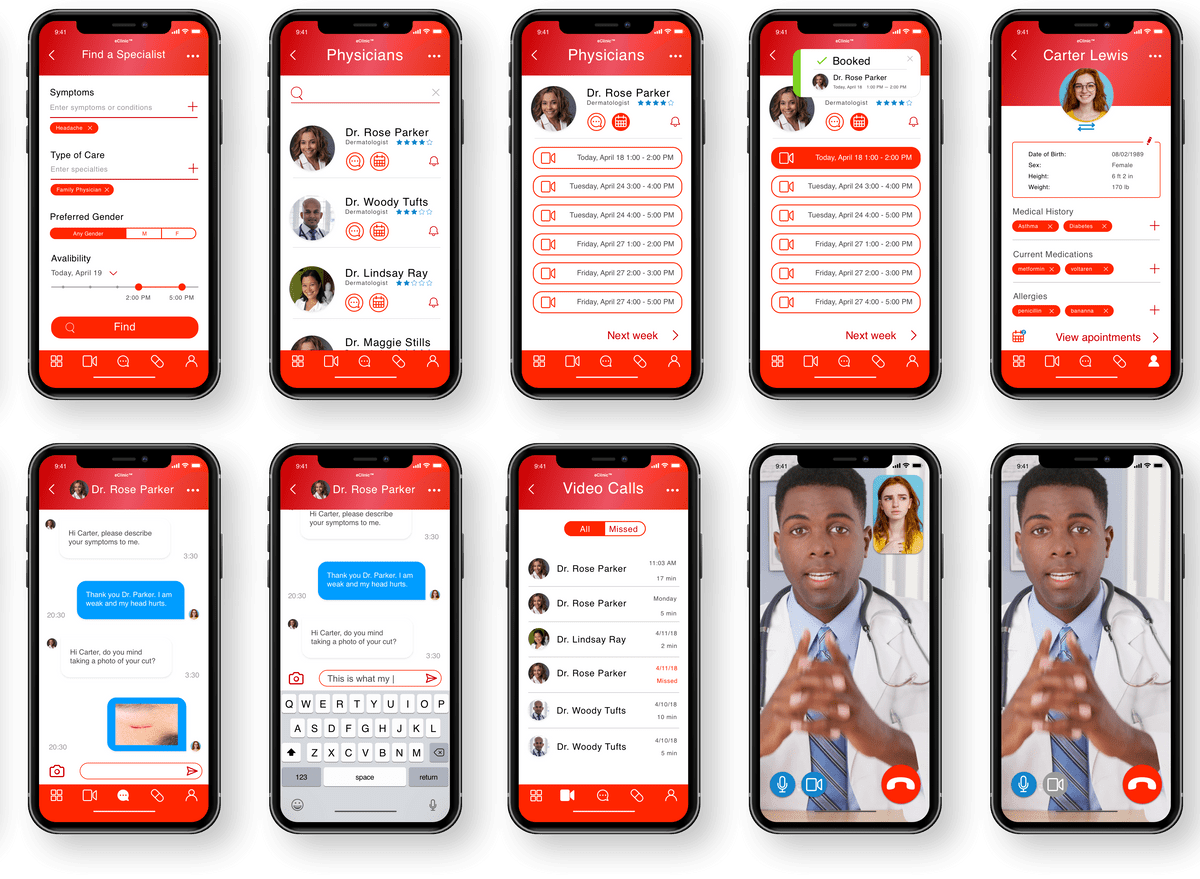 9:41
eClinic™
Find a Specialist
Symptoms
Enter symptoms or conditions
Headache ×
Type of Care
Enter specialties
Family Physician ×
Preferred Gender
Any Gender M F
Avalibility
Today, April 19
2:00 PM 5:00 PM
Find
9:41
eClinic™
Physicians
Dr. Rose Parker
Dermatologist
Dr. Woody Tufts
Dermatologist
Dr. Lindsay Ray
Dermatologist
Dr. Maggie Stills
9:41
eClinic™
Physicians
Dr. Rose Parker
Dermatologist
Today, April 18 1:00 - 2:00 PM
Tuesday, April 24 3:00 - 4:00 PM
Tuesday, April 24 4:00 - 5:00 PM
Friday, April 27 1:00 - 2:00 PM
Friday, April 27 2:00 - 3:00 PM
Friday, April 27 4:00 - 5:00 PM
Next week
9:41
eClinic™
Booked
Dr. Rose Parker
Today, April 18 1:00 PM — 2:00 PM
Dermatologist
Today, April 18 1:00 - 2:00 PM
Tuesday, April 24 3:00 - 4:00 PM
Tuesday, April 24 4:00 - 5:00 PM
Friday, April 27 1:00 - 2:00 PM
Friday, April 27 2:00 - 3:00 PM
Friday, April 27 4:00 - 5:00 PM
Next week
9:41
eClinic™
Carter Lewis
Date of Birth: 08/02/1989
Sex: Female
Height: 6 ft 2 in
Weight: 170 lb
Medical History
Asthma × Diabetes ×
Current Medications
metformin × voltaren ×
Allergies
penicillin × bananna ×
View apointments
9:41
eClinic™
Dr. Rose Parker
Hi Carter, please describe
your symptoms to me.
3:30
Thank you Dr. Parker. I am
weak and my head hurts.
20:30
Hi Carter, do you mind
taking a photo of your cut?
3:30
20:30
9:41
eClinic™
Dr. Rose Parker
Hi Carter, please describe
your symptoms to me.
3:30
Thank you Dr. Parker. I am
weak and my head hurts.
20:30
Hi Carter, do you mind
taking a photo of your cut?
3:30
This is what my |
Q W E R T Y U I O P
A S D F G H J K L
Z X C V B N M
123 space return
9:41
eClinic™
Video Calls
All Missed
Dr. Rose Parker 11:03 AM
17 min
Dr. Rose Parker Monday
5 min
Dr. Lindsay Ray 4/11/18
2 min
Dr. Rose Parker 4/11/18
Missed
Dr. Woody Tufts 4/10/18
10 min
Dr. Woody Tufts 4/10/18
5 min
9:41
9:41